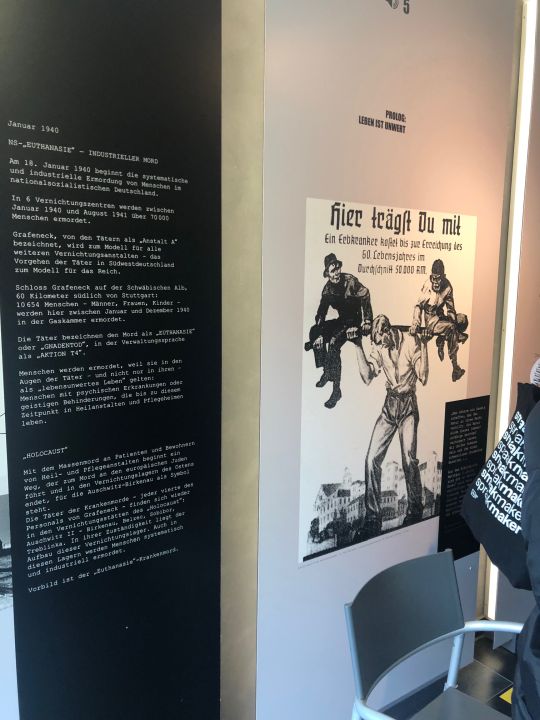 Januar 1940
NS-„EUTHANASIE" – INDUSTRIELLER MORD
Am 18. Januar 1940 beginnt die systematische
und industrielle Ermordung von Menschen im
nationalsozialistischen Deutschland.
In 6 Vernichtungszentren werden zwischen
Januar 1940 und August 1941 über 70 000
Menschen ermordet.
Grafeneck, von den Tätern als „Anstalt A"
bezeichnet, wird zum Modell für alle
weiteren Vernichtungsanstalten – das
Vorgehen der Täter in Südwestdeutschland
zum Modell für das Reich.
Schloss Grafeneck auf der Schwäbischen Alb,
60 Kilometer südlich von Stuttgart:
10 654 Menschen – Männer, Frauen, Kinder –
werden hier zwischen Januar und Dezember 1940
in der Gaskammer ermordet.
Die Täter bezeichnen den Mord als „EUTHANASIE"
oder „GNADENTOD", in der Verwaltungssprache
als „AKTION T4".
Menschen werden ermordet, weil sie in den
Augen der Täter – und nicht nur in ihren –
als „lebensunwertes Leben" gelten:
Menschen mit psychischen Erkrankungen oder
geistigen Behinderungen, die bis zu diesem
Zeitpunkt in Heilanstalten und Pflegeheimen
leben.
„HOLOCAUST"
Mit dem Massenmord an Patienten und Bewohnern
von Heil- und Pflegeanstalten beginnt ein
Weg, der zum Mord an den europäischen Juden
führt und in den Vernichtungslagern des Ostens
endet, für die Auschwitz-Birkenau als Symbol
steht.
Die Täter der Krankenmorde – jeder vierte des
Personals von Grafeneck – finden sich wieder
in den Vernichtungsstätten des „Holocaust":
Auschwitz II – Birkenau, Belzec, Sobibor,
Treblinka. In ihrer Zuständigkeit liegt der
Aufbau dieser Vernichtungslager. Auch in
diesen Lagern werden Menschen systematisch
und industriell ermordet.
Vorbild ist der „Euthanasie"-Krankenmord.
5
PROLOG:
LEBEN IST UNWERT
Hier trägst Du mit
Ein Erbkranker kostet bis zur Erreichung des
60. Lebensjahres im
Durchschnitt 50.000 RM.
maker